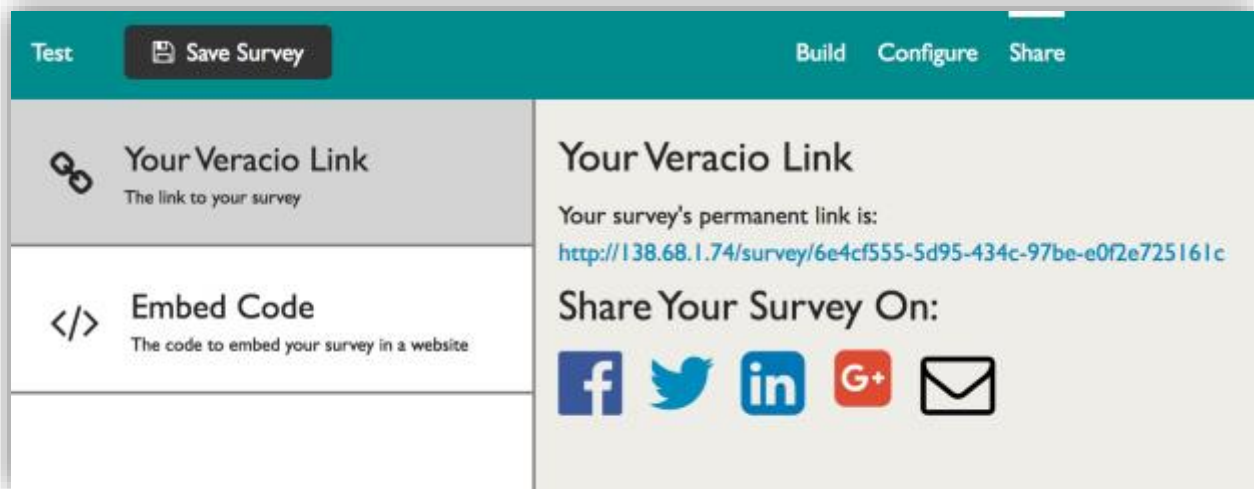 Test
Save Survey
Build Configure Share
Your Veracio Link
The link to your survey
Embed Code
The code to embed your survey in a website
Your Veracio Link
Your survey's permanent link is:
http://138.68.1.74/survey/6e4cf555-5d95-434c-97be-e0f2e725161c
Share Your Survey On:
f
in
G+